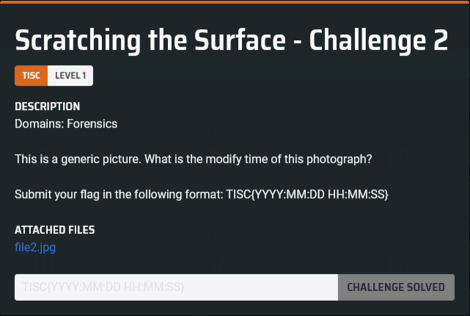 Scratching the Surface - Challenge 2
TISC LEVEL 1
DESCRIPTION
Domains: Forensics
This is a generic picture. What is the modify time of this photograph?
Submit your flag in the following format: TISC{YYYY:MM:DD HH:MM:SS}
ATTACHED FILES
file2.jpg
TISC{YYYY:MM:DD HH:MM:SS} CHALLENGE SOLVED